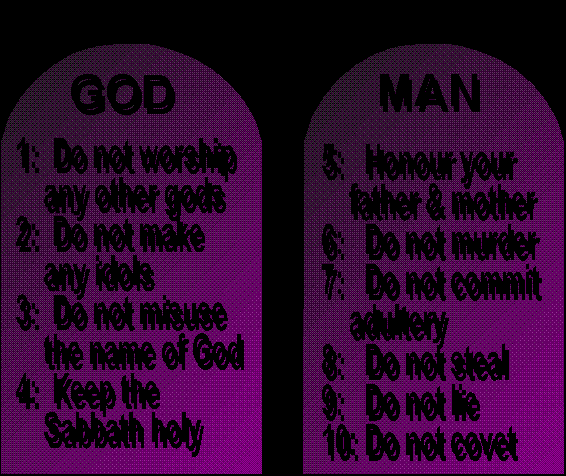 GOD
1: Do not worship
any other gods
2: Do not make
any idols
3: Do not misuse
the name of God
4: Keep the
Sabbath holy
MAN
5: Honour your
father & mother
6: Do not murder
7: Do not commit
adultery
8: Do not steal
9: Do not lie
10: Do not covet